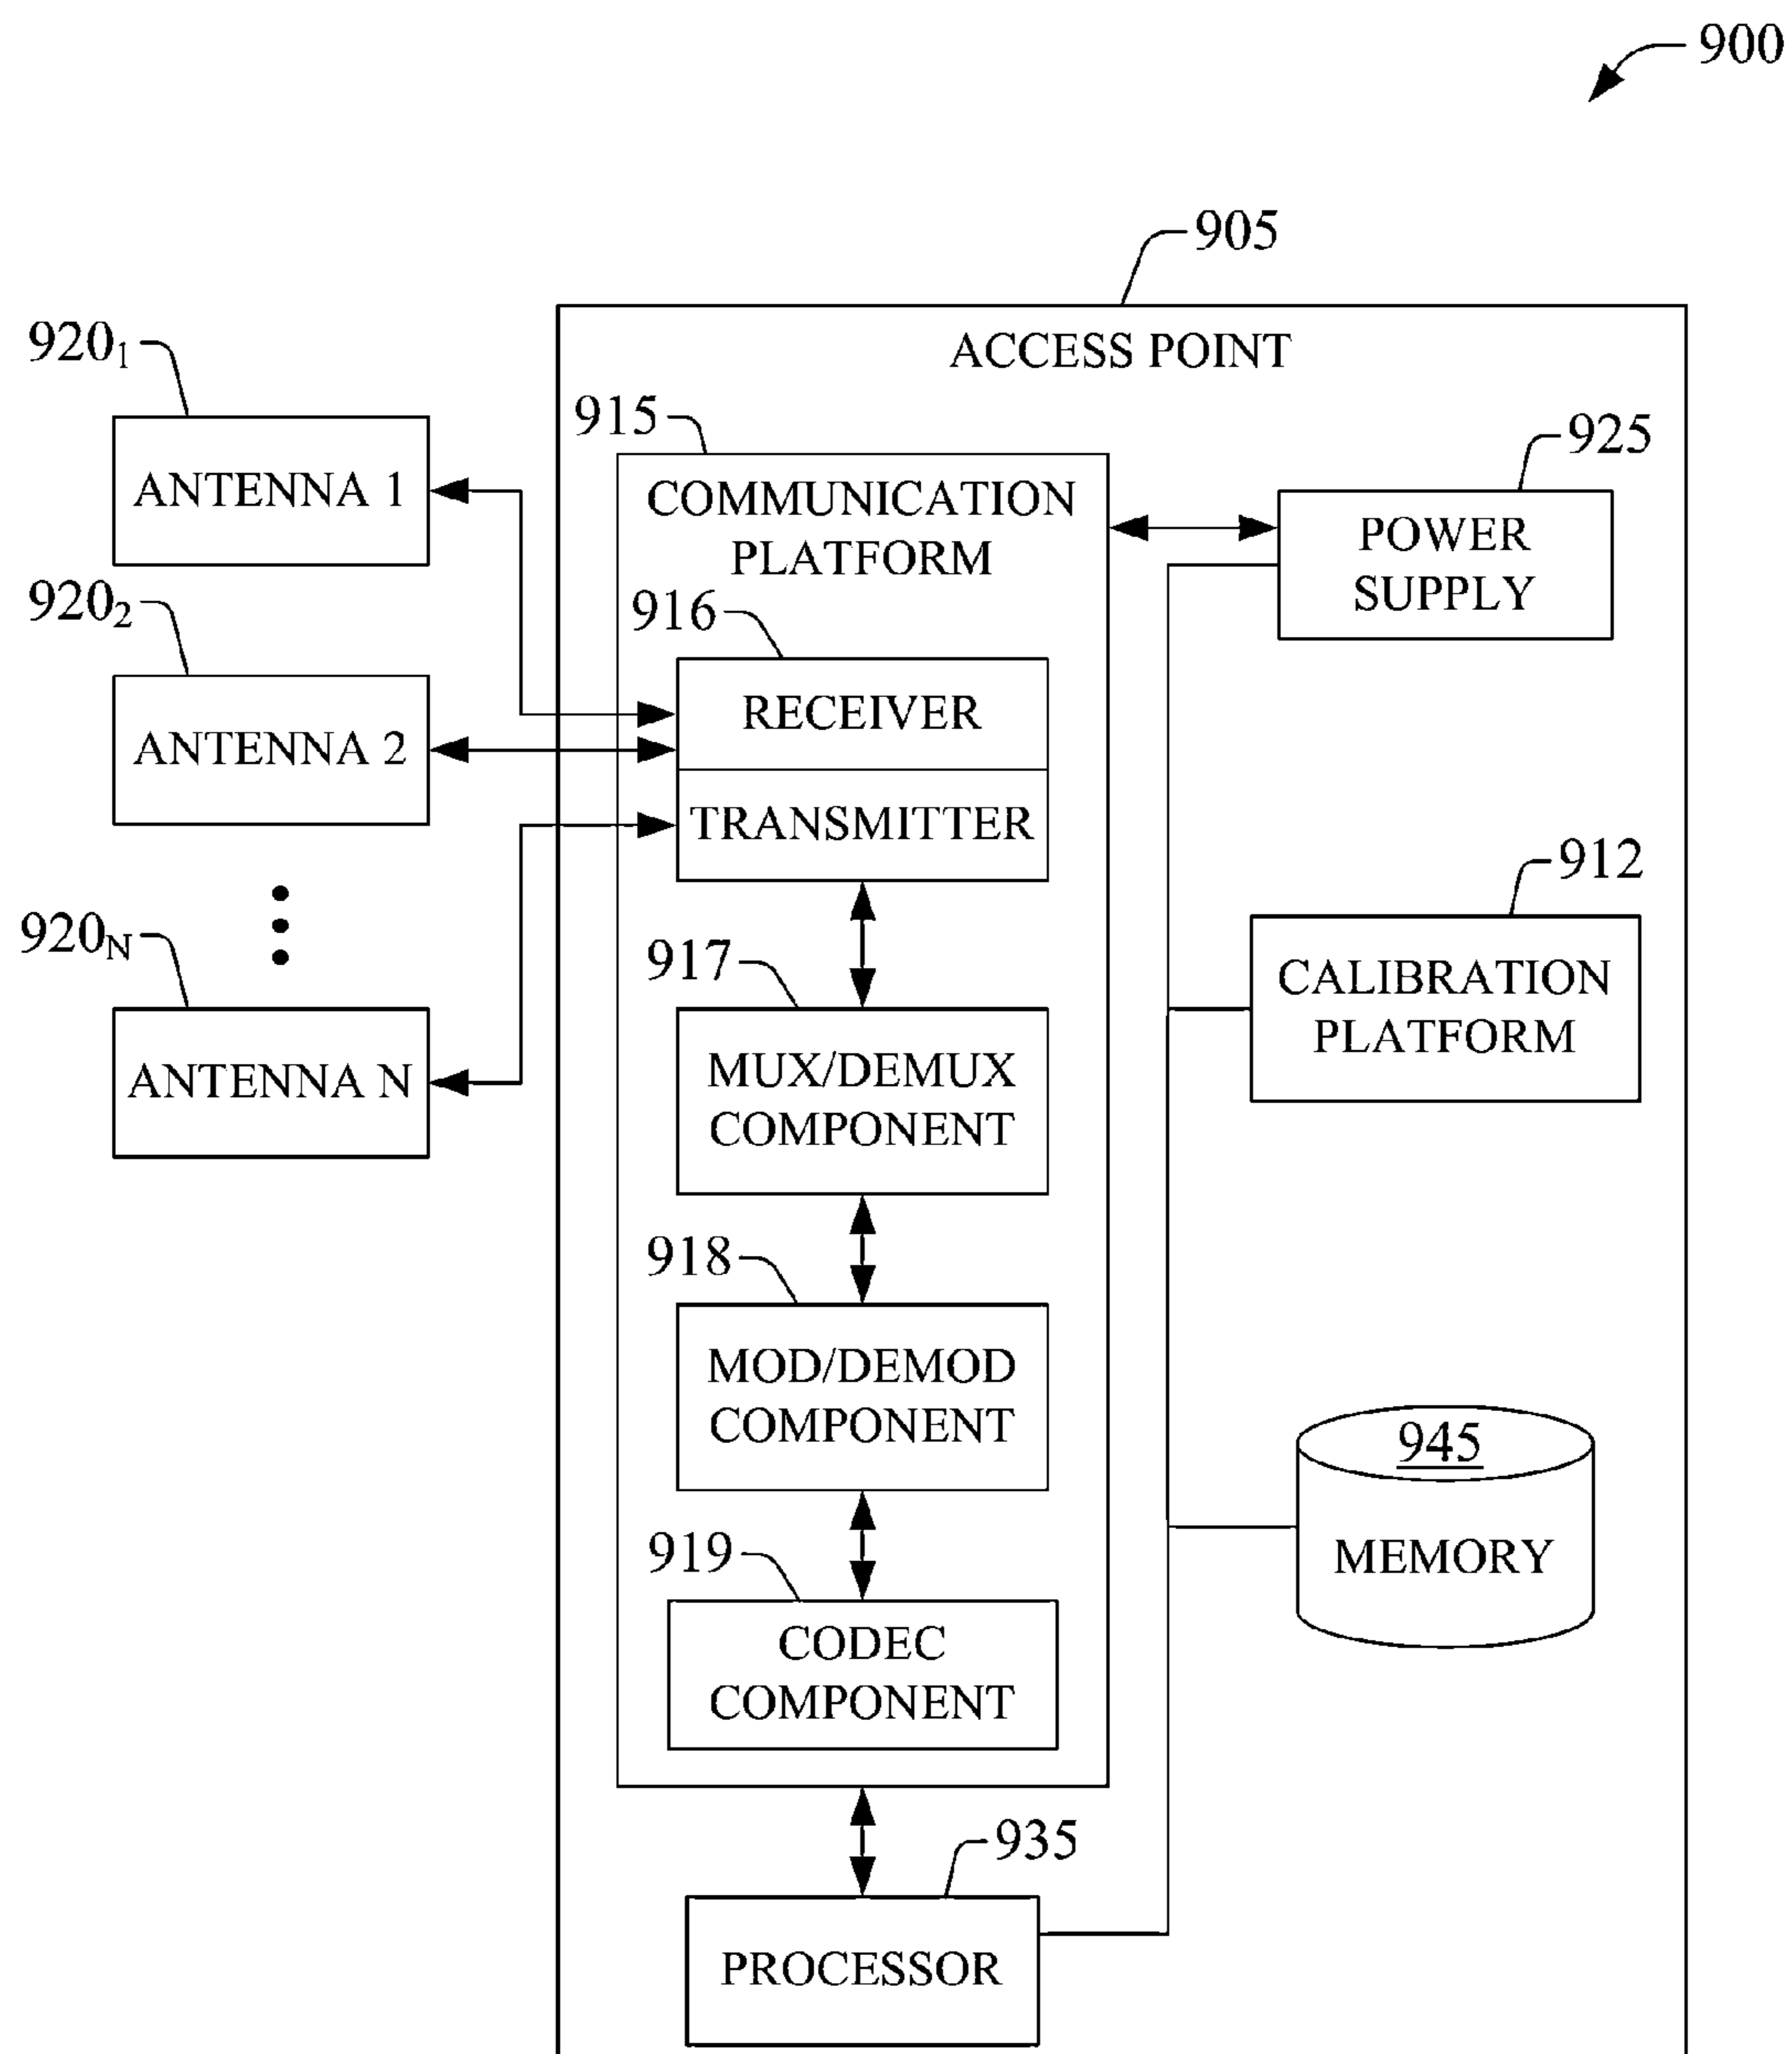 900
905
ACCESS POINT
920₁
ANTENNA 1
915
COMMUNICATION
PLATFORM
925
POWER
SUPPLY
920₂
ANTENNA 2
916
RECEIVER
TRANSMITTER
912
CALIBRATION
PLATFORM
920N
ANTENNA N
917
MUX/DEMUX
COMPONENT
918
MOD/DEMOD
COMPONENT
945
MEMORY
919
CODEC
COMPONENT
935
PROCESSOR